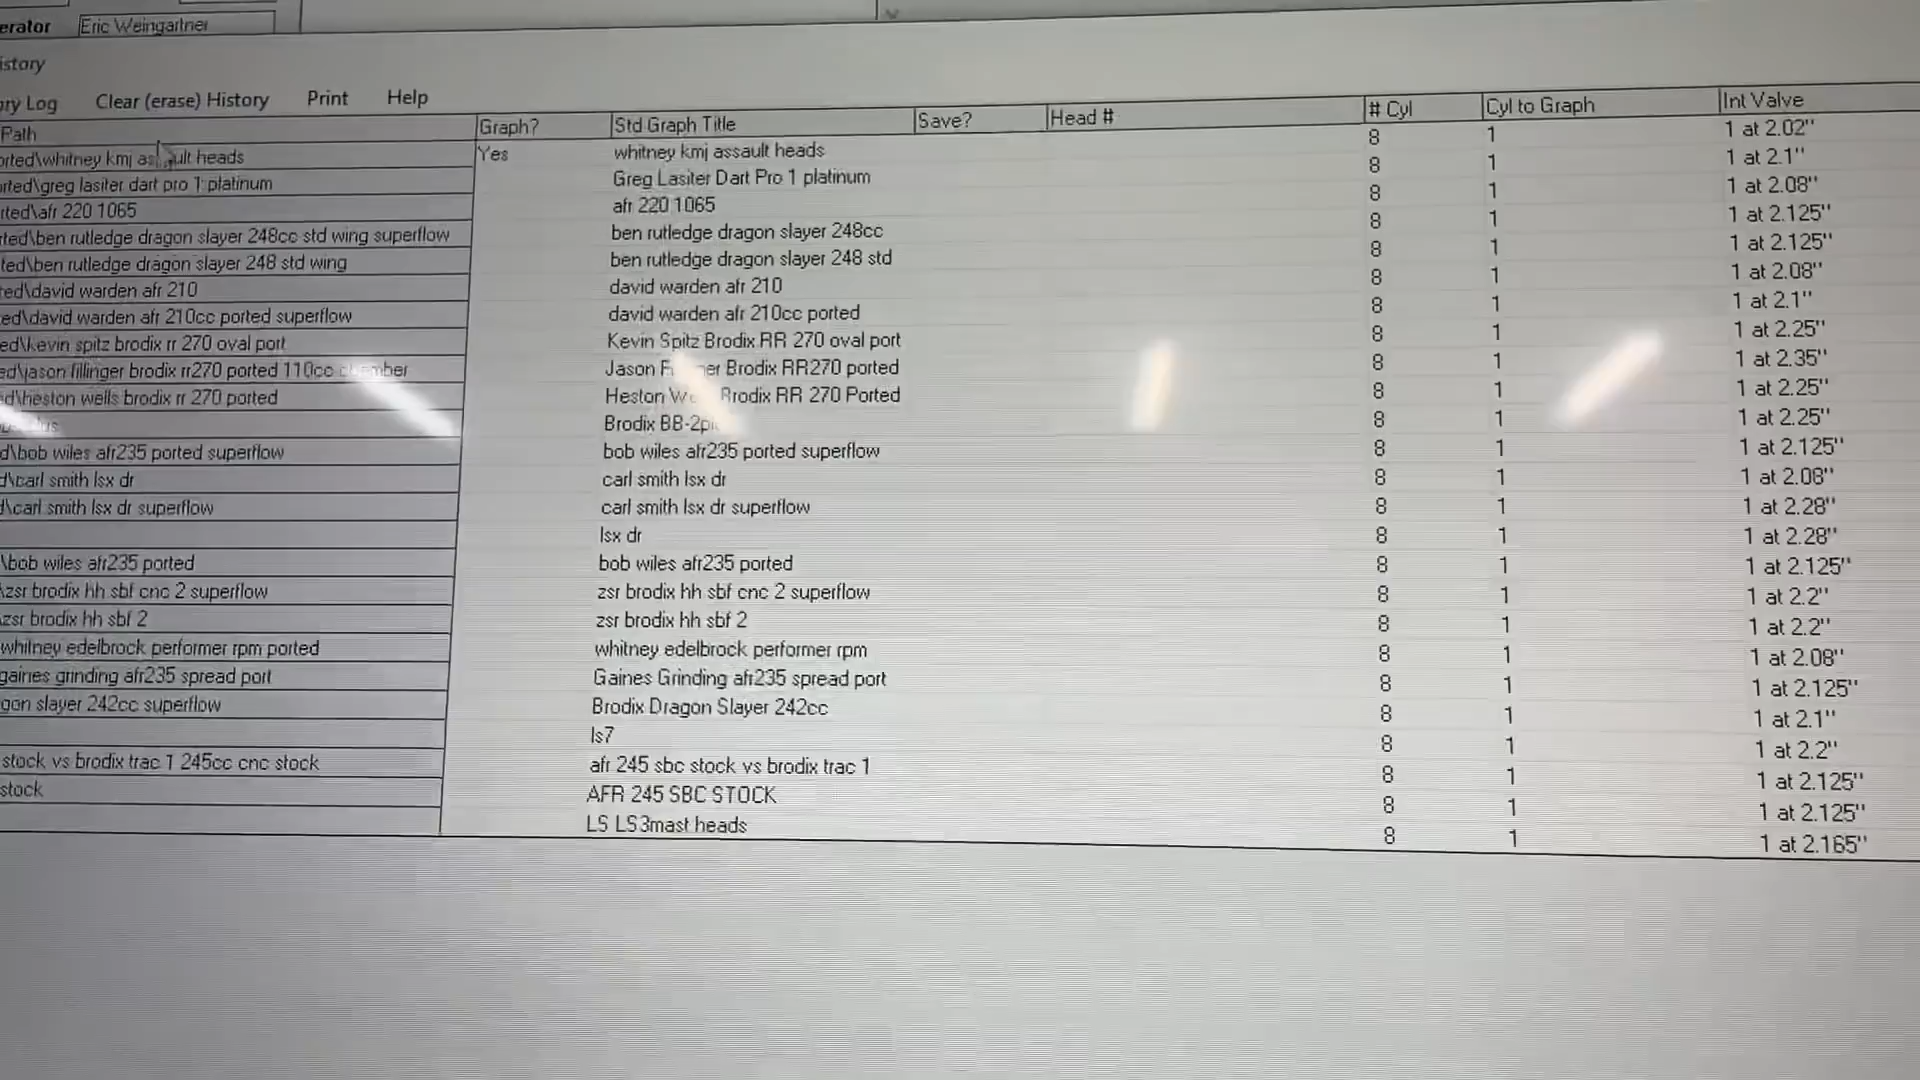 erator Eric Weingartner
istory
ory Log Clear (erase) History Print Help
Path Graph? Std Graph Title Save? Head # # Cyl Cyl to Graph Int Valve
orted\whitney kmj assault heads Yes whitney kmj assault heads 8 1 1 at 2.02"
rted\greg lasiter dart pro 1 platinum Greg Lasiter Dart Pro 1 platinum 8 1 1 at 2.1"
rted\afr 220 1065 afr 220 1065 8 1 1 at 2.08"
rted\ben rutledge dragon slayer 248cc std wing superflow ben rutledge dragon slayer 248cc 8 1 1 at 2.125"
ted\ben rutledge dragon slayer 248 std wing ben rutledge dragon slayer 248 std 8 1 1 at 2.125"
ted\david warden afr 210 david warden afr 210 8 1 1 at 2.08"
ed\david warden afr 210cc ported superflow david warden afr 210cc ported 8 1 1 at 2.1"
ed\kevin spitz brodix rr 270 oval port Kevin Spitz Brodix RR 270 oval port 8 1 1 at 2.25"
ed\jason fillinger brodix rr270 ported 110cc chamber Jason F er Brodix RR270 ported 8 1 1 at 2.35"
d\heston wells brodix rr 270 ported Heston We Brodix RR 270 Ported 8 1 1 at 2.25"
Brodix BB-2pl 8 1 1 at 2.25"
d\bob wiles afr235 ported superflow bob wiles afr235 ported superflow 8 1 1 at 2.125"
d\carl smith lsx dr carl smith lsx dr 8 1 1 at 2.08"
\carl smith lsx dr superflow carl smith lsx dr superflow 8 1 1 at 2.28"
lsx dr 8 1 1 at 2.28"
\bob wiles afr235 ported bob wiles afr235 ported 8 1 1 at 2.125"
\zsr brodix hh sbf cnc 2 superflow zsr brodix hh sbf cnc 2 superflow 8 1 1 at 2.2"
zsr brodix hh sbf 2 zsr brodix hh sbf 2 8 1 1 at 2.2"
whitney edelbrock performer rpm ported whitney edelbrock performer rpm 8 1 1 at 2.08"
gaines grinding afr235 spread port Gaines Grinding afr235 spread port 8 1 1 at 2.125"
gon slayer 242cc superflow Brodix Dragon Slayer 242cc 8 1 1 at 2.1"
ls7 8 1 1 at 2.2"
stock vs brodix trac 1 245cc cnc stock afr 245 sbc stock vs brodix trac 1 8 1 1 at 2.125"
stock AFR 245 SBC STOCK 8 1 1 at 2.125"
LS LS3mast heads 8 1 1 at 2.165"